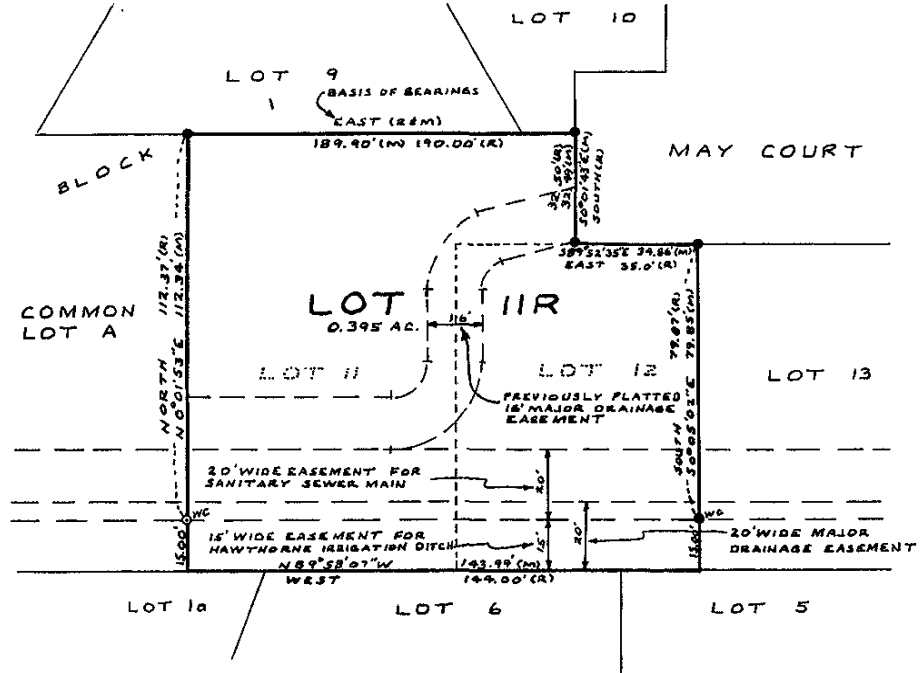 LOT 10
LOT 9
1
BASIS OF BEARINGS
EAST (R&M)
189.90'(M) 190.00'(R)
BLOCK
32.50'(R)
32.49'(M)
S0°01'43"E(M)
SOUTH(R)
MAY COURT
S89°52'35"E 34.86'(M)
EAST 35.0'(R)
112.37'(R)
112.34'(M)
NORTH
N0°01'53"E
COMMON
LOT A
LOT 11R
0.395 AC.
16'
LOT 11
LOT 12
79.87'(R)
79.85'(M)
SOUTH
S0°05'02"E
LOT 13
PREVIOUSLY PLATTED
16' MAJOR DRAINAGE
EASEMENT
20' WIDE EASEMENT FOR
SANITARY SEWER MAIN
20'
WC
WC
15.00'
15' WIDE EASEMENT FOR
HAWTHORNE IRRIGATION DITCH
15'
20'
15.00'
20' WIDE MAJOR
DRAINAGE EASEMENT
N89°58'07"W 143.99'(M)
WEST 144.00'(R)
LOT 1a
LOT 6
LOT 5